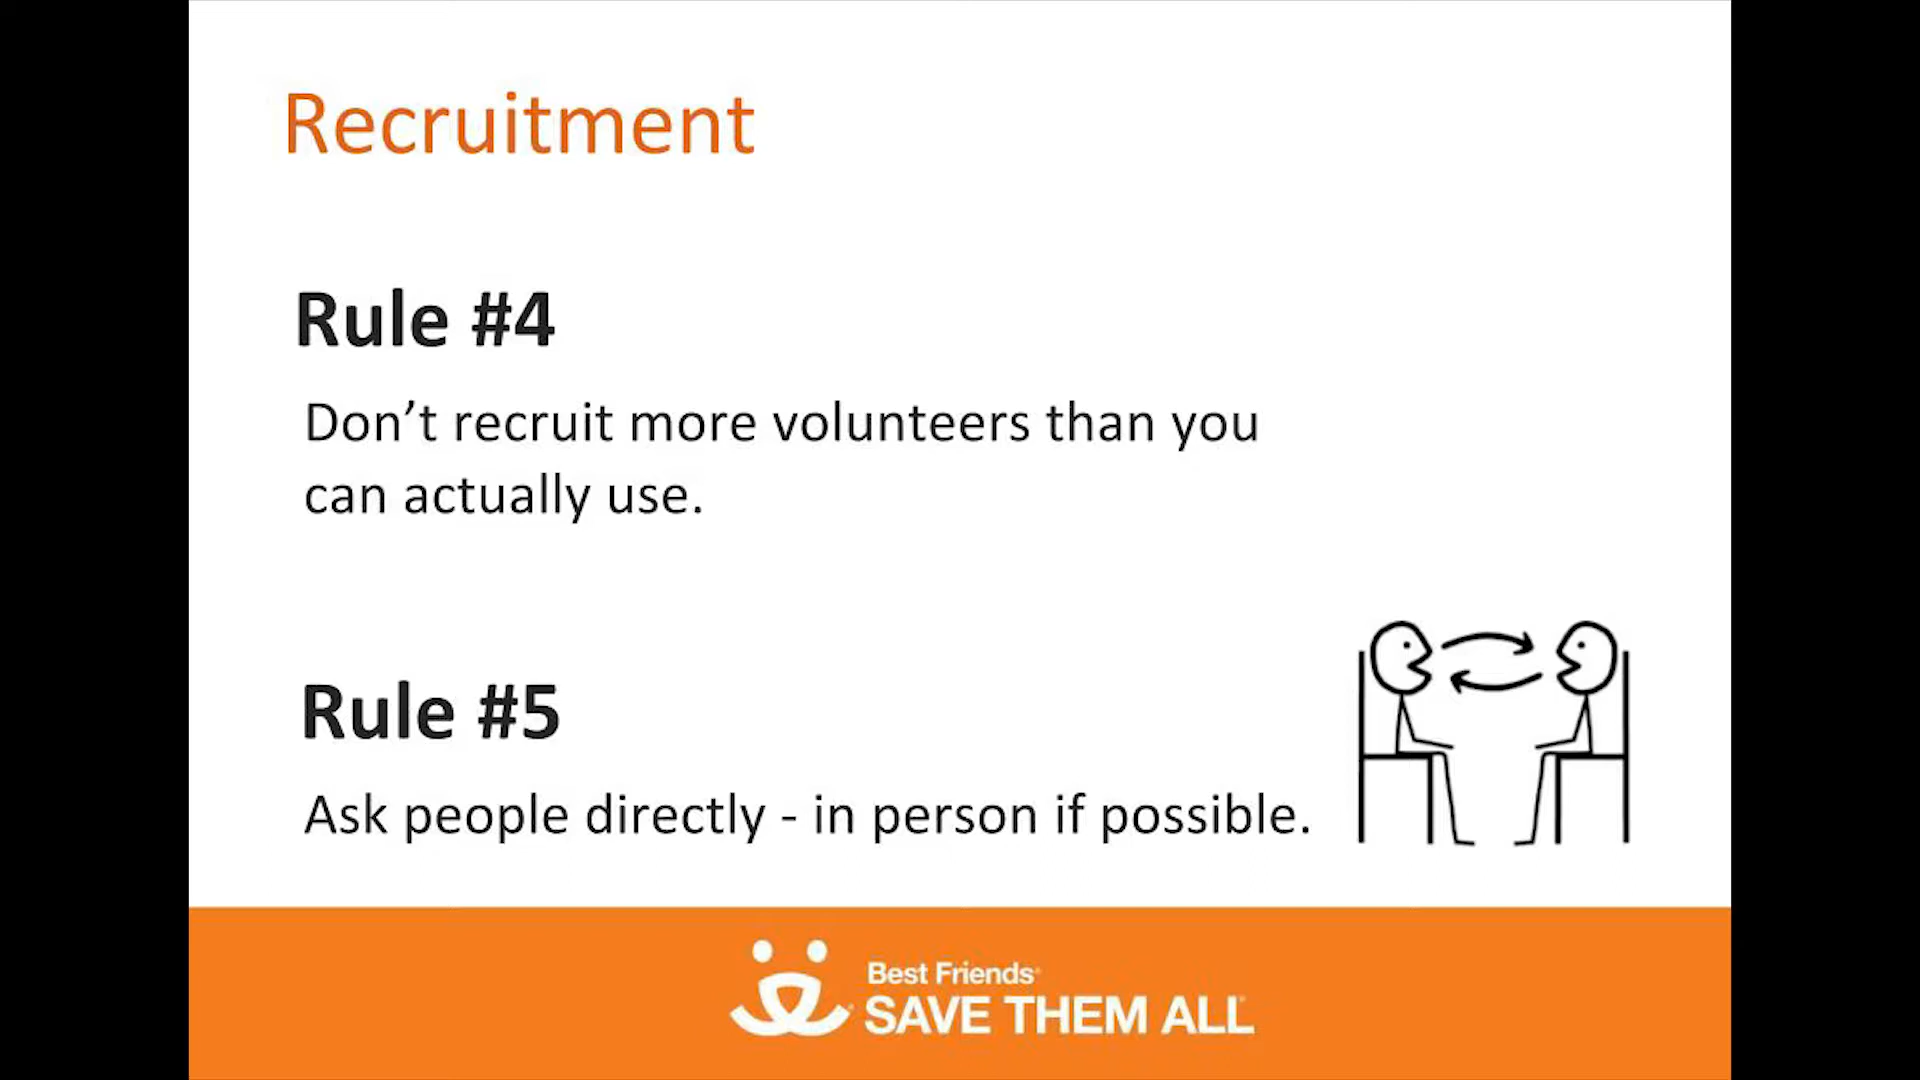 Recruitment
Rule #4
Don’t recruit more volunteers than you
can actually use.
Rule #5
Ask people directly - in person if possible.
Best Friends
SAVE THEM ALL